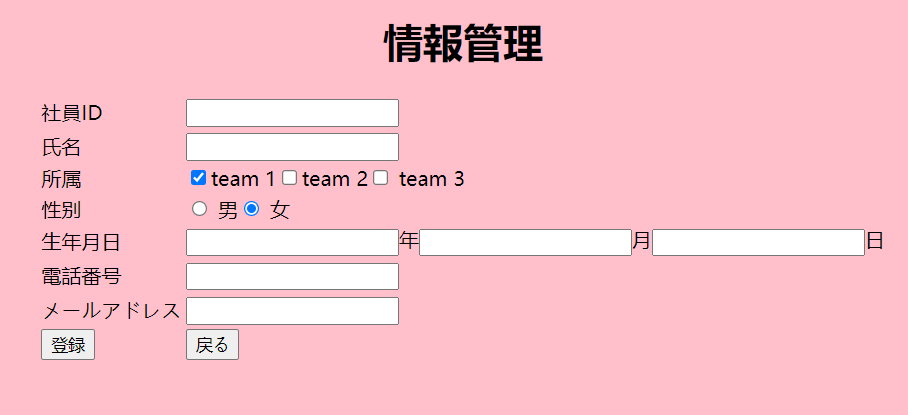 情報管理
社員ID
氏名
所属 team 1 team 2 team 3
性别 男 女
生年月日 年 月 日
電話番号
メールアドレス
登録 戻る